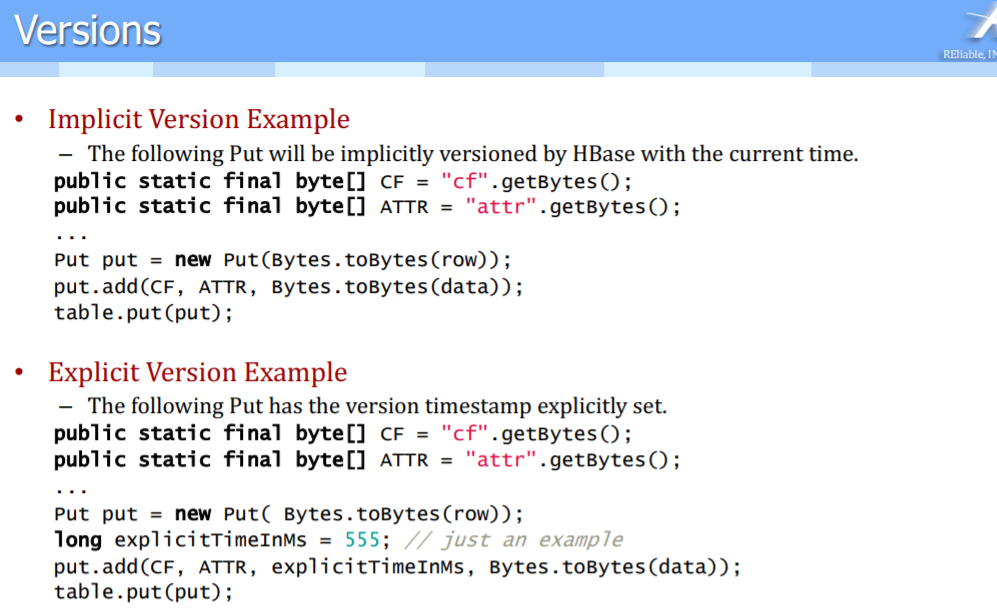 Versions
REliable, IN
• Implicit Version Example
– The following Put will be implicitly versioned by HBase with the current time.
public static final byte[] CF = "cf".getBytes();
public static final byte[] ATTR = "attr".getBytes();
...
Put put = new Put(Bytes.toBytes(row));
put.add(CF, ATTR, Bytes.toBytes(data));
table.put(put);
• Explicit Version Example
– The following Put has the version timestamp explicitly set.
public static final byte[] CF = "cf".getBytes();
public static final byte[] ATTR = "attr".getBytes();
...
Put put = new Put( Bytes.toBytes(row));
long explicitTimeInMs = 555; // just an example
put.add(CF, ATTR, explicitTimeInMs, Bytes.toBytes(data));
table.put(put);